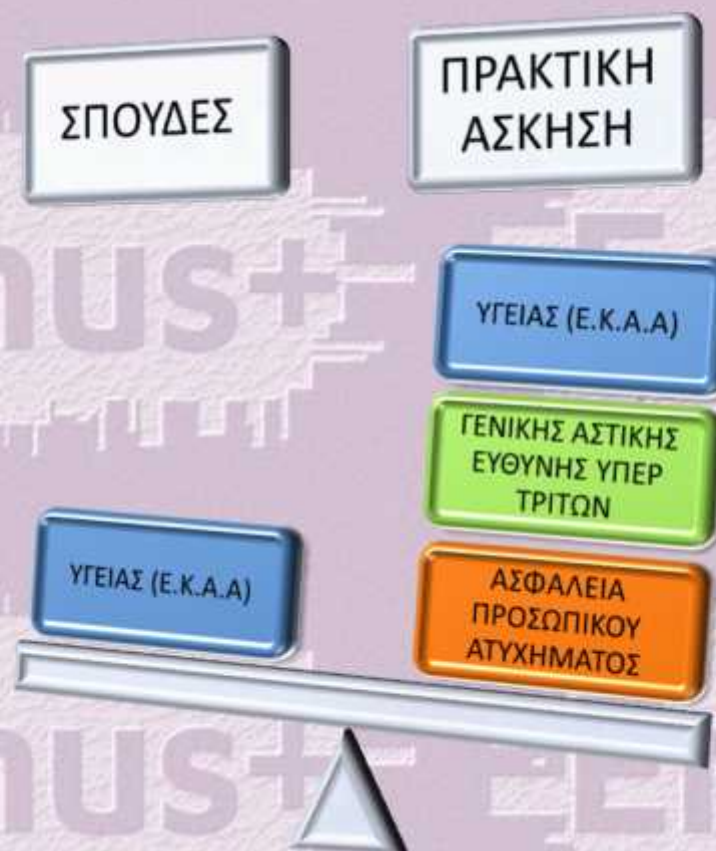 ΣΠΟΥΔΕΣ
ΠΡΑΚΤΙΚΗ
ΑΣΚΗΣΗ
ΥΓΕΙΑΣ (Ε.Κ.Α.Α)
ΓΕΝΙΚΗΣ ΑΣΤΙΚΗΣ
ΕΥΘΥΝΗΣ ΥΠΕΡ
ΤΡΙΤΩΝ
ΥΓΕΙΑΣ (Ε.Κ.Α.Α)
ΑΣΦΑΛΕΙΑ
ΠΡΟΣΩΠΙΚΟΥ
ΑΤΥΧΗΜΑΤΟΣ